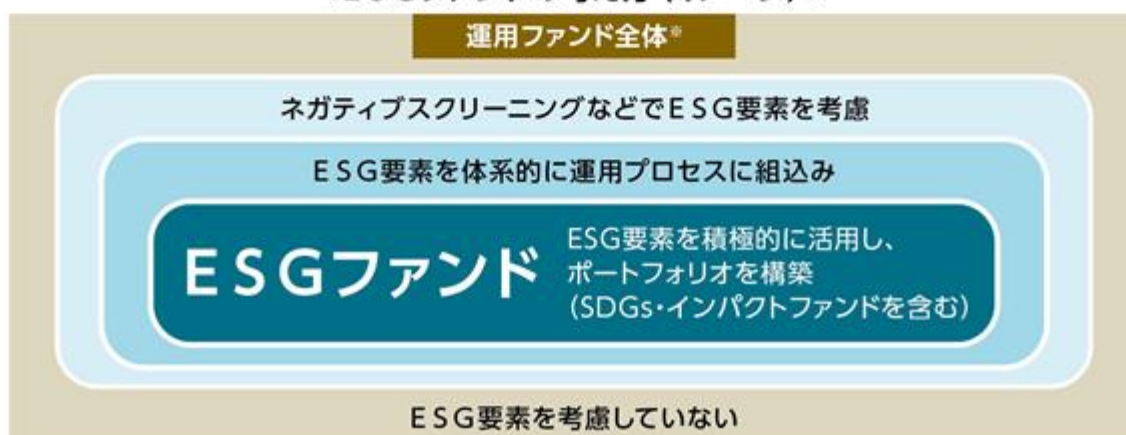 運用ファンド全体※
ネガティブスクリーニングなどでESG要素を考慮
ESG要素を体系的に運用プロセスに組込み
ESGファンド
ESG要素を積極的に活用し、
ポートフォリオを構築
(SDGs・インパクトファンドを含む)
ESG要素を考慮していない